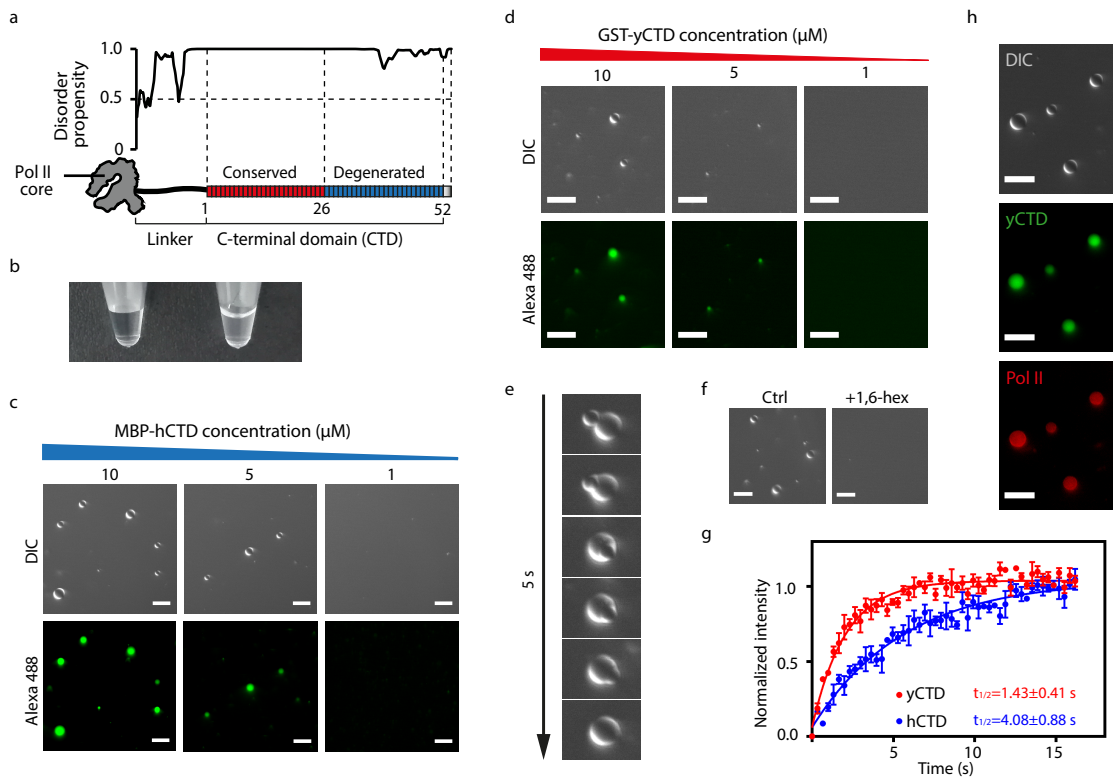 a
1.0
0.5
0
Disorder
propensity
Pol II
core
Conserved
Degenerated
1
26
52
Linker
C-terminal domain (CTD)
b
c
MBP-hCTD concentration (μM)
10
5
1
DIC
Alexa 488
d
GST-yCTD concentration (μM)
10
5
1
DIC
Alexa 488
e
5 s
f
Ctrl
+1,6-hex
g
Normalized intensity
1.0
0.5
0.0
5
10
15
Time (s)
yCTD t1/2=1.43±0.41 s
hCTD t1/2=4.08±0.88 s
h
DIC
yCTD
Pol II